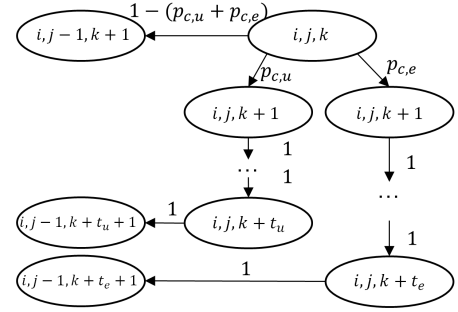 1 − (p_{c,u} + p_{c,e})
i, j − 1, k + 1
i, j, k
p_{c,u}
p_{c,e}
i, j, k + 1
i, j, k + 1
1
1
...
1
...
1
1
i, j − 1, k + t_u + 1
i, j, k + t_u
1
i, j − 1, k + t_e + 1
i, j, k + t_e